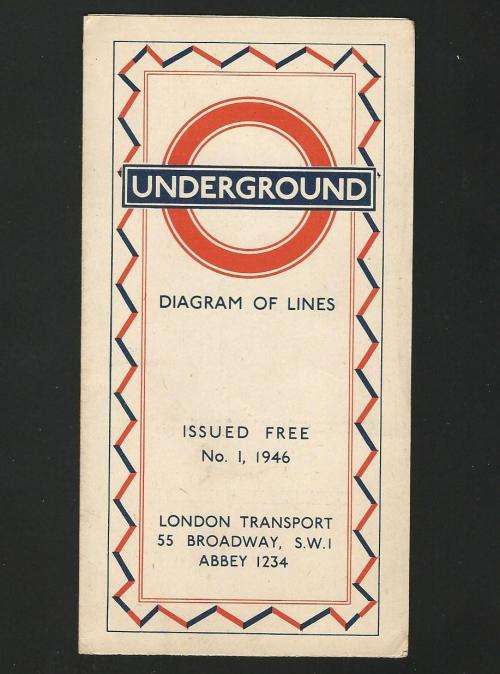 UNDERGROUND
DIAGRAM OF LINES
ISSUED FREE
No. 1, 1946
LONDON TRANSPORT
55 BROADWAY, S.W.1
ABBEY 1234